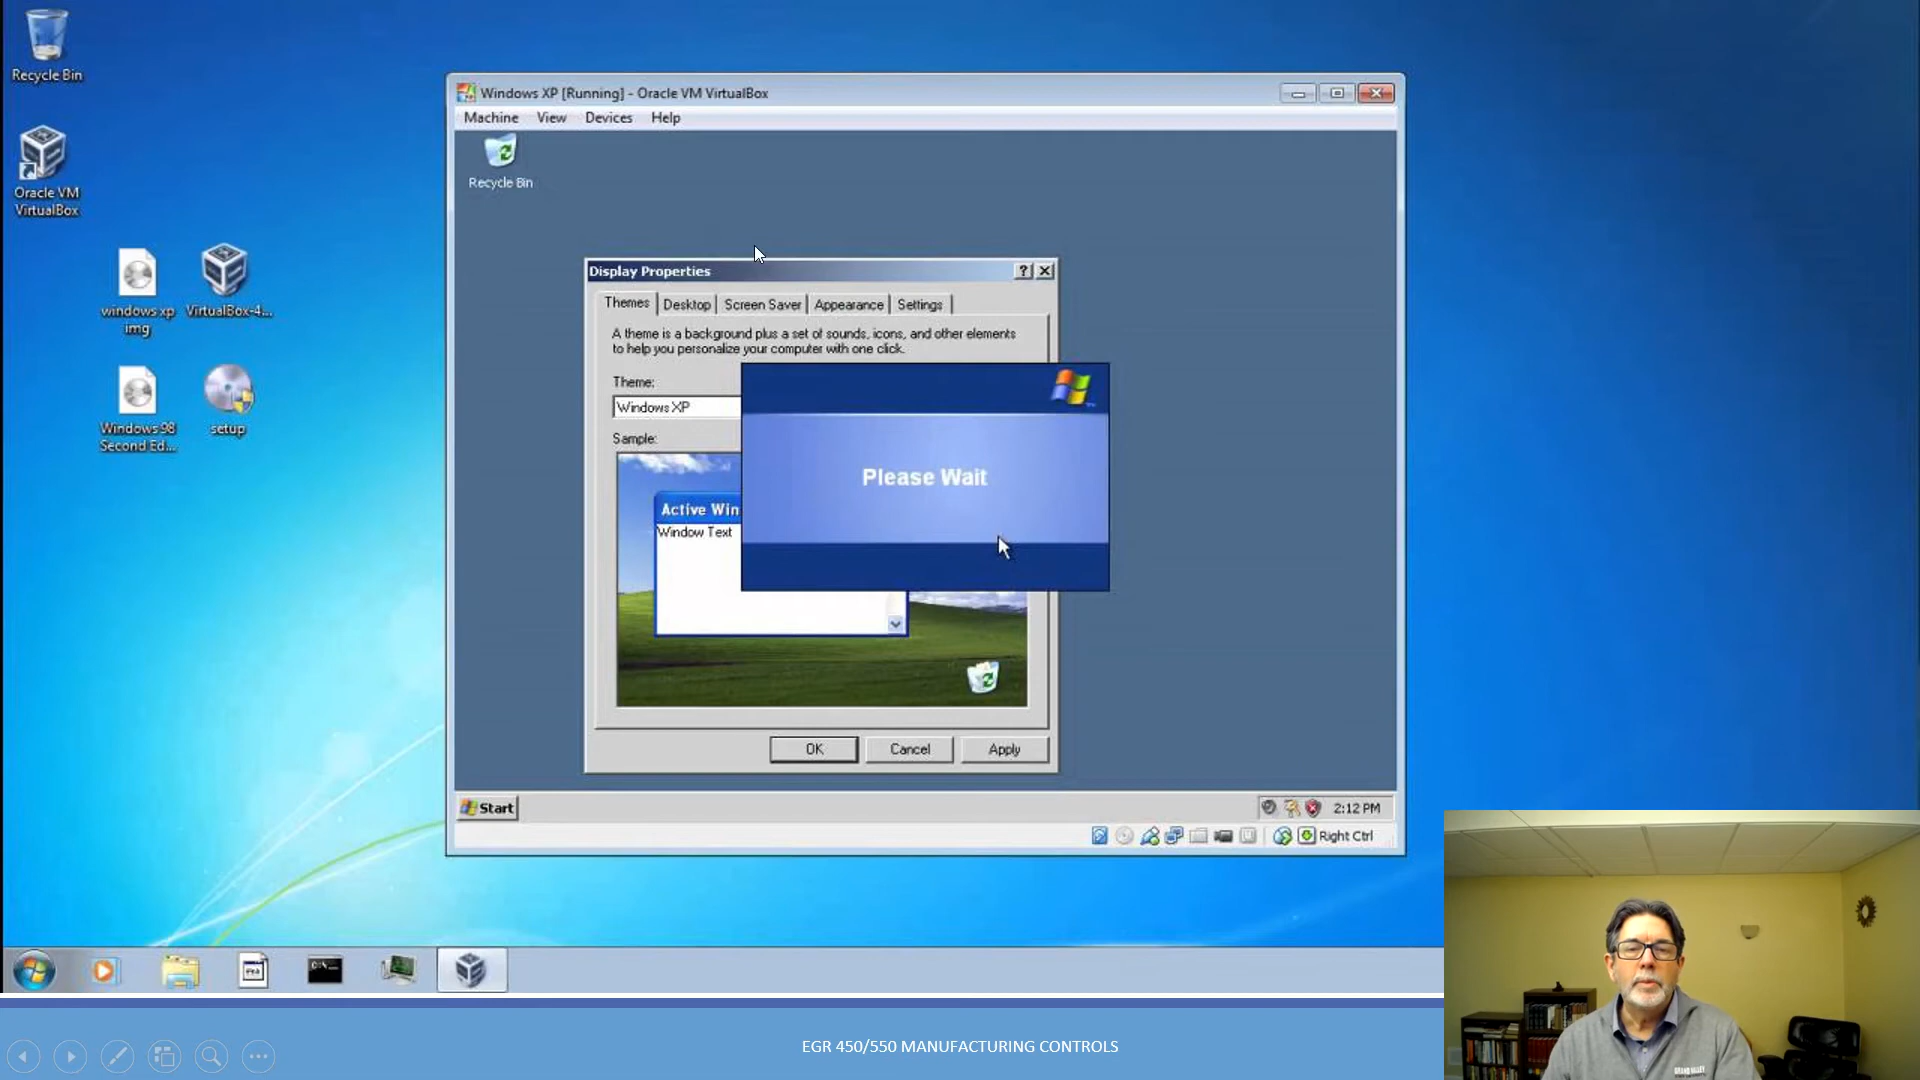 Recycle Bin
Oracle VM
VirtualBox
windows xp
img
VirtualBox-4...
Windows 98
Second Ed...
setup
Windows XP [Running] - Oracle VM VirtualBox
Machine View Devices Help
Recycle Bin
Display Properties
Themes Desktop Screen Saver Appearance Settings
A theme is a background plus a set of sounds, icons, and other elements
to help you personalize your computer with one click.
Theme:
Windows XP
Sample:
Active Win
Window Text
Please Wait
OK Cancel Apply
Start
2:12 PM
Right Ctrl
EGR 450/550 MANUFACTURING CONTROLS
GRAND VALLEY